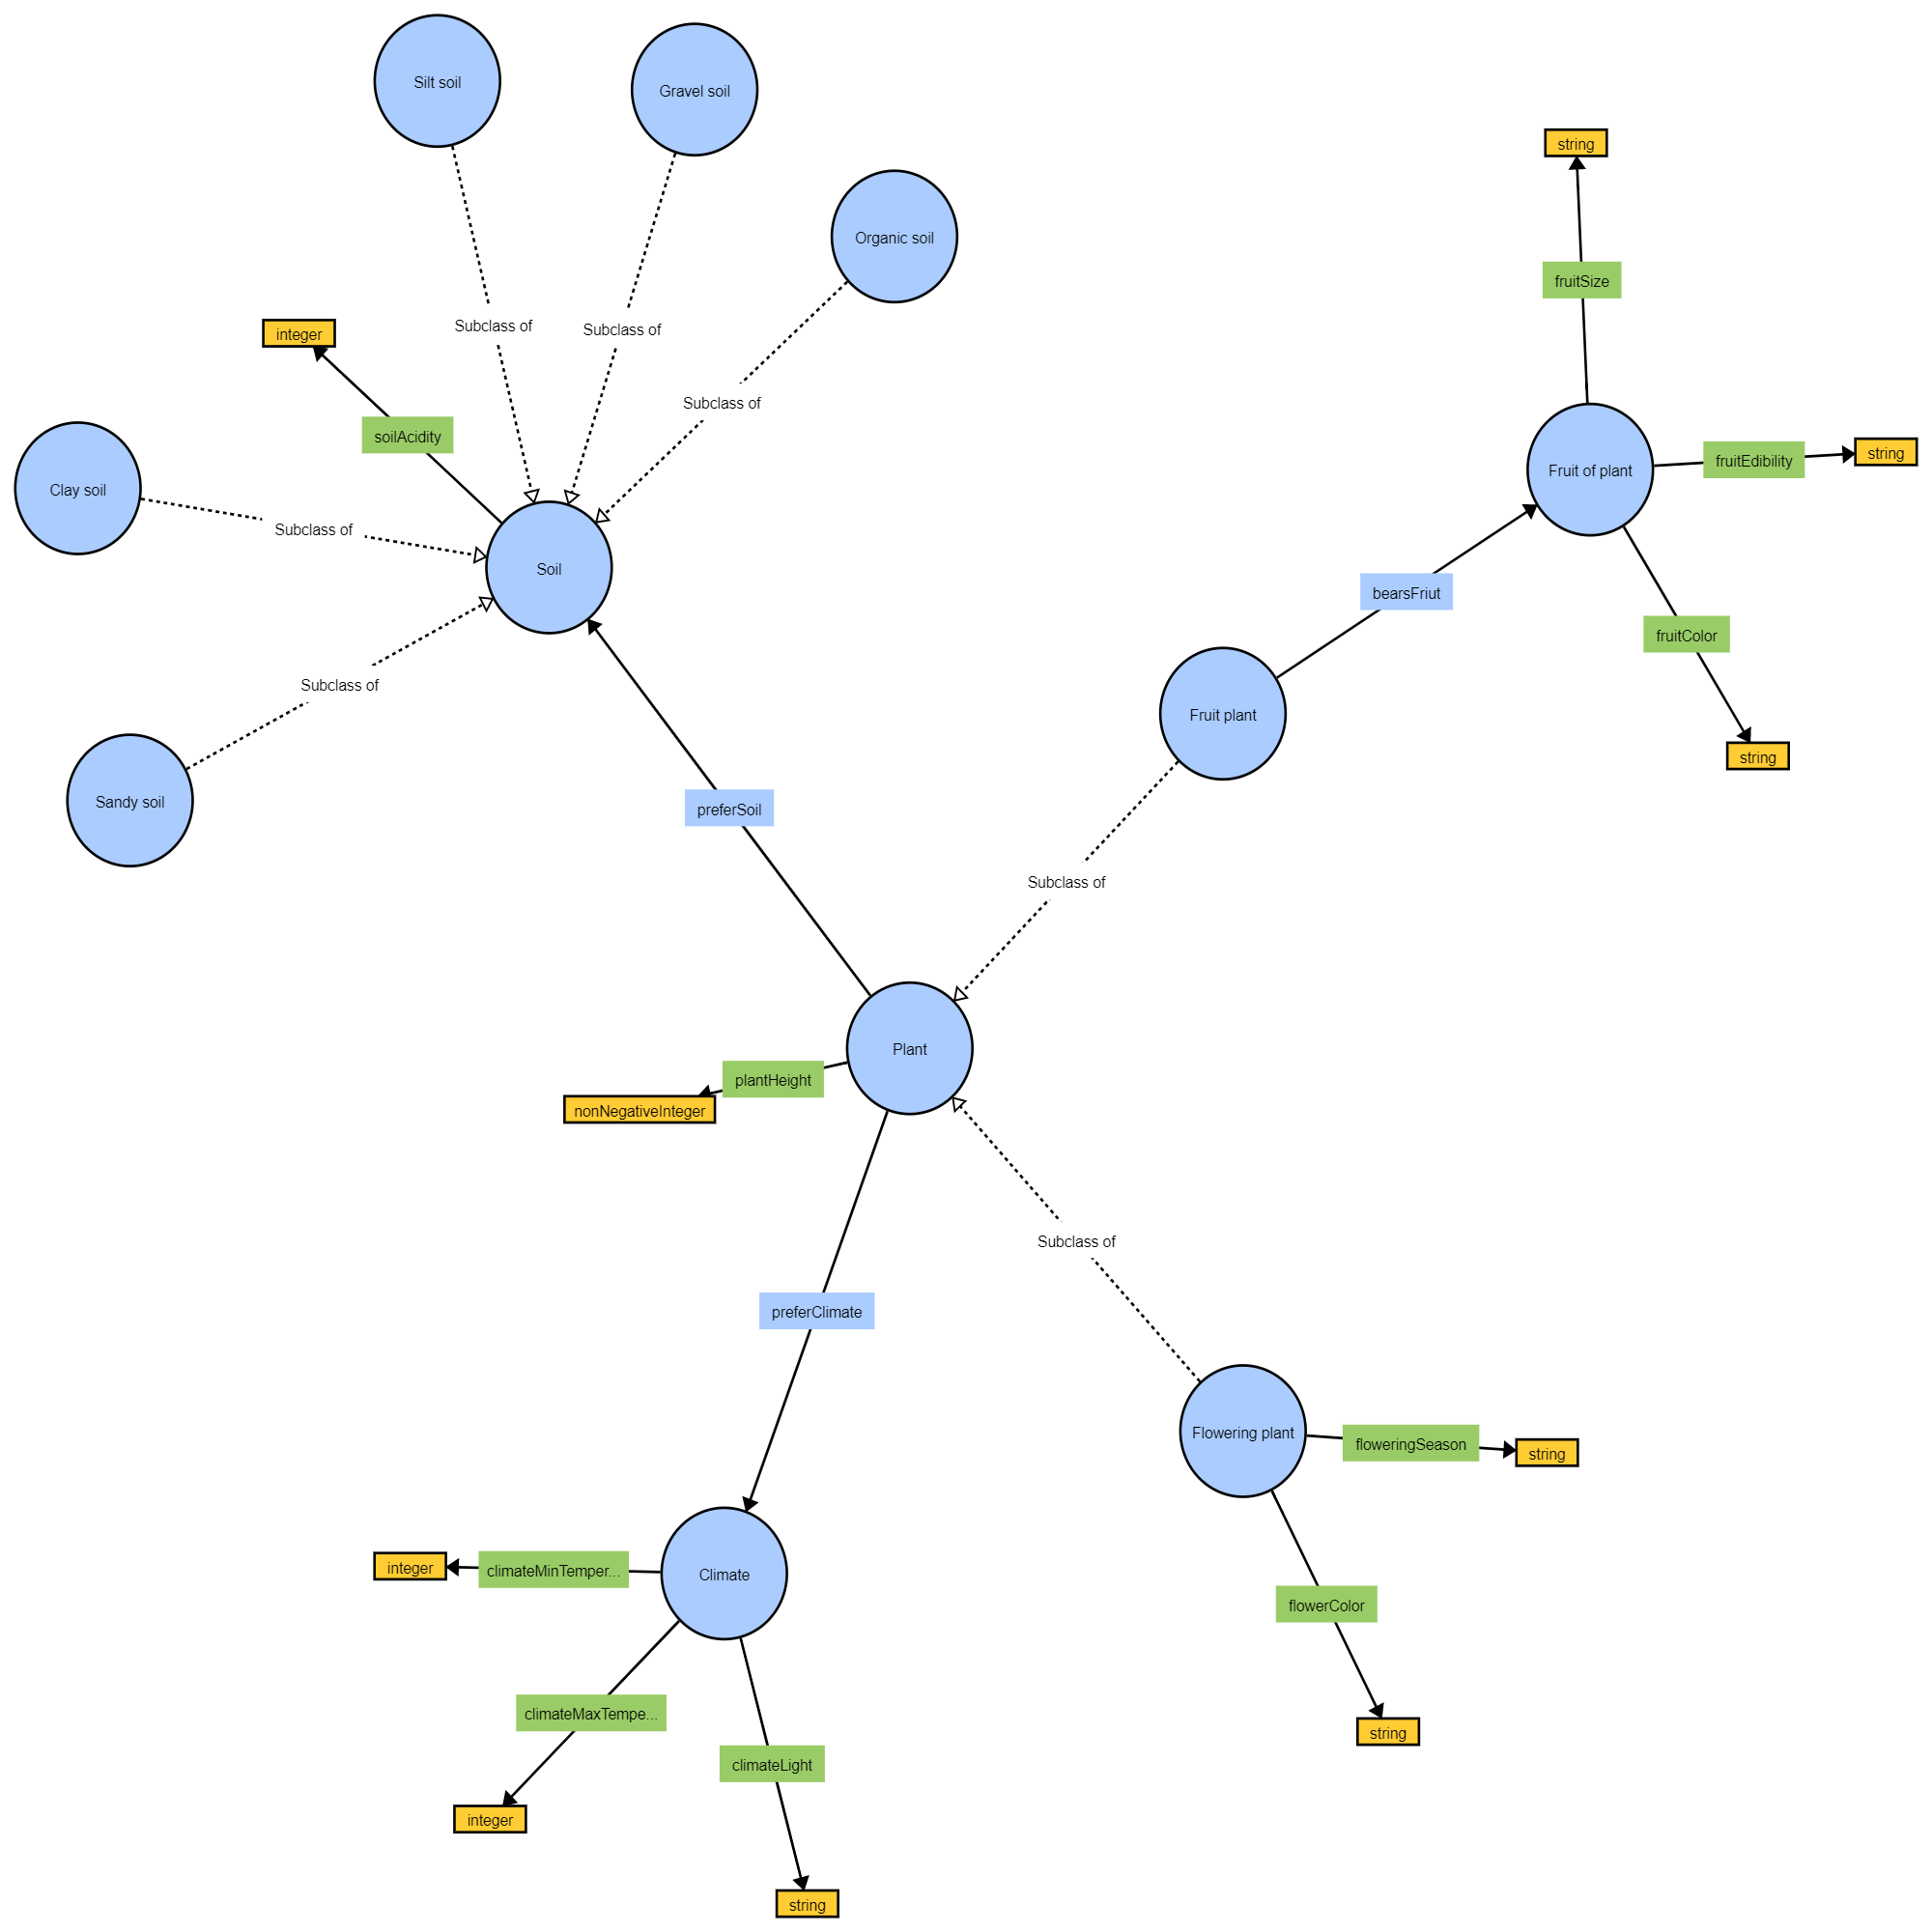 Silt soil
Gravel soil
string
Organic soil
fruitSize
Subclass of
Subclass of
integer
Subclass of
soilAcidity
string
fruitEdibility
Fruit of plant
Clay soil
Subclass of
Soil
bearsFriut
fruitColor
Subclass of
Fruit plant
string
Sandy soil
preferSoil
Subclass of
Plant
plantHeight
nonNegativeInteger
Subclass of
preferClimate
Flowering plant
floweringSeason
string
integer
climateMinTemper...
Climate
flowerColor
climateMaxTempe...
string
climateLight
integer
string